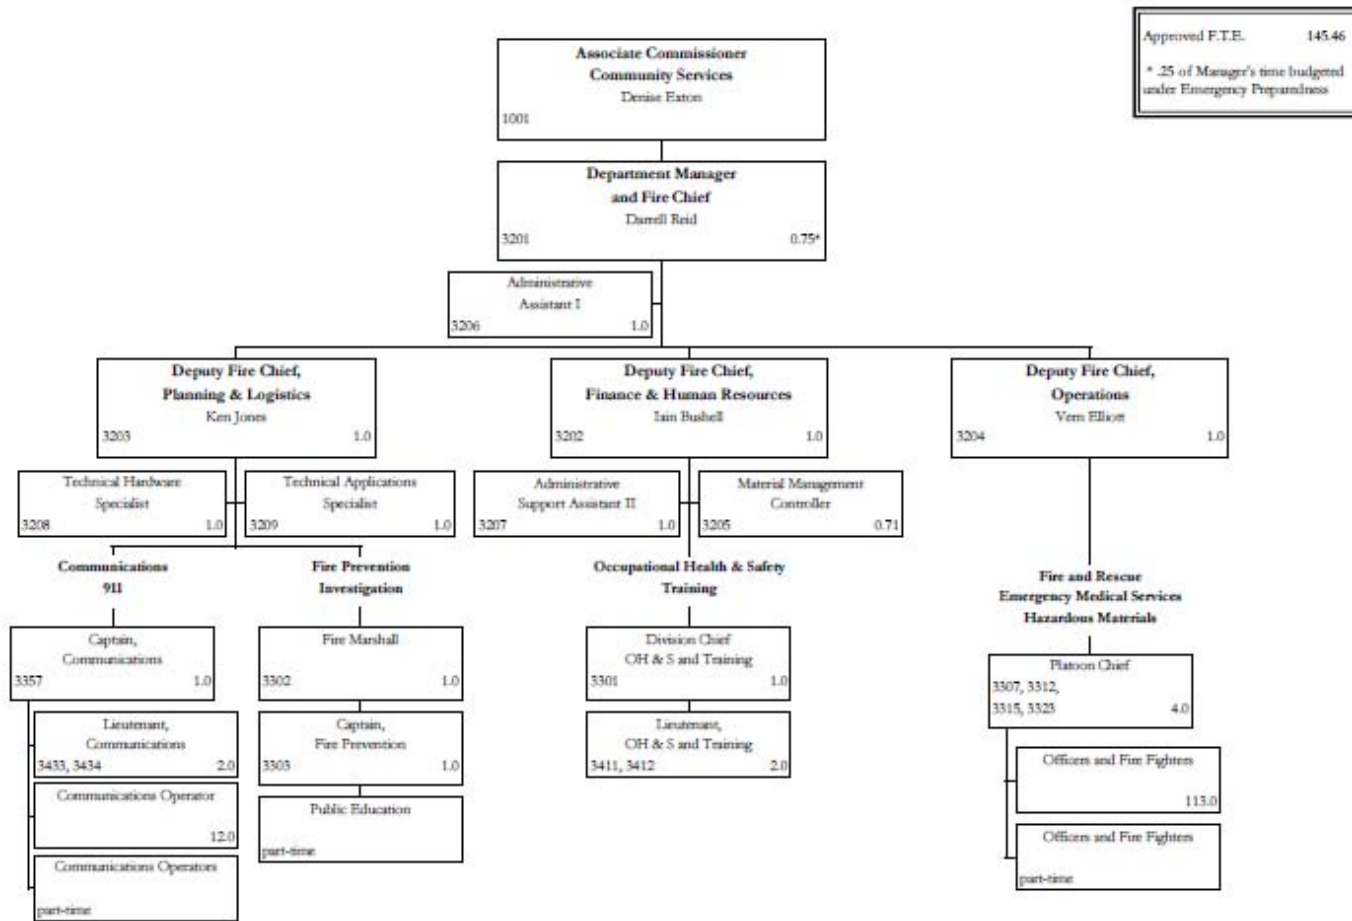 Approved F.T.E. 145.46
* .25 of Manager's time budgeted
under Emergency Preparedness
Associate Commissioner
Community Services
Denise Exton
1001
Department Manager
and Fire Chief
Darrell Reid
3201 0.75*
Administrative
Assistant I
3206 1.0
Deputy Fire Chief,
Planning & Logistics
Ken Jones
3203 1.0
Deputy Fire Chief,
Finance & Human Resources
Iain Bushell
3202 1.0
Deputy Fire Chief,
Operations
Vern Elliott
3204 1.0
Technical Hardware
Specialist
3208 1.0
Technical Applications
Specialist
3209 1.0
Administrative
Support Assistant II
3207 1.0
Material Management
Controller
3205 0.71
Communications
911
Captain,
Communications
3357 1.0
Lieutenant,
Communications
3433, 3434 2.0
Communications Operator
12.0
Communications Operators
part-time
Fire Prevention
Investigation
Fire Marshall
3302 1.0
Captain,
Fire Prevention
3303 1.0
Public Education
part-time
Occupational Health & Safety
Training
Division Chief
OH & S and Training
3301 1.0
Lieutenant,
OH & S and Training
3411, 3412 2.0
Fire and Rescue
Emergency Medical Services
Hazardous Materials
Platoon Chief
3307, 3312,
3315, 3323 4.0
Officers and Fire Fighters
113.0
Officers and Fire Fighters
part-time